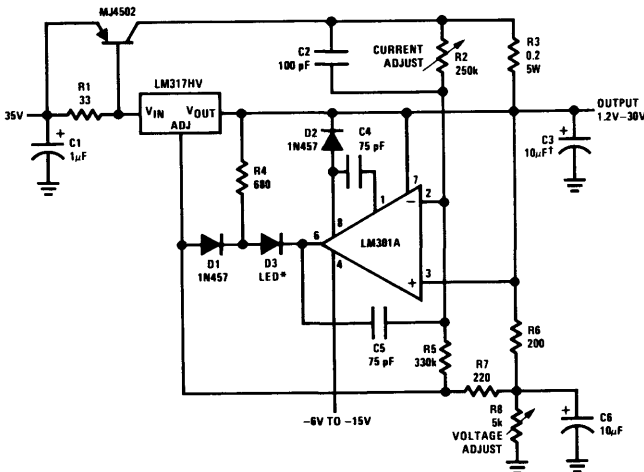 MJ4502
R1
33
35V
C1
1μF
+
LM317HV
VIN
VOUT
ADJ
C2
100 pF
CURRENT
ADJUST
R2
250k
R3
0.2
5W
OUTPUT
1.2V–30V
+
C3
10μF†
D2
1N457
C4
75 pF
R4
680
D1
1N457
D3
LED*
LM301A
1
2
3
4
6
7
8
−
+
C5
75 pF
R5
330k
R6
200
R7
220
R8
5k
VOLTAGE
ADJUST
+
C6
10μF
–6V TO –15V